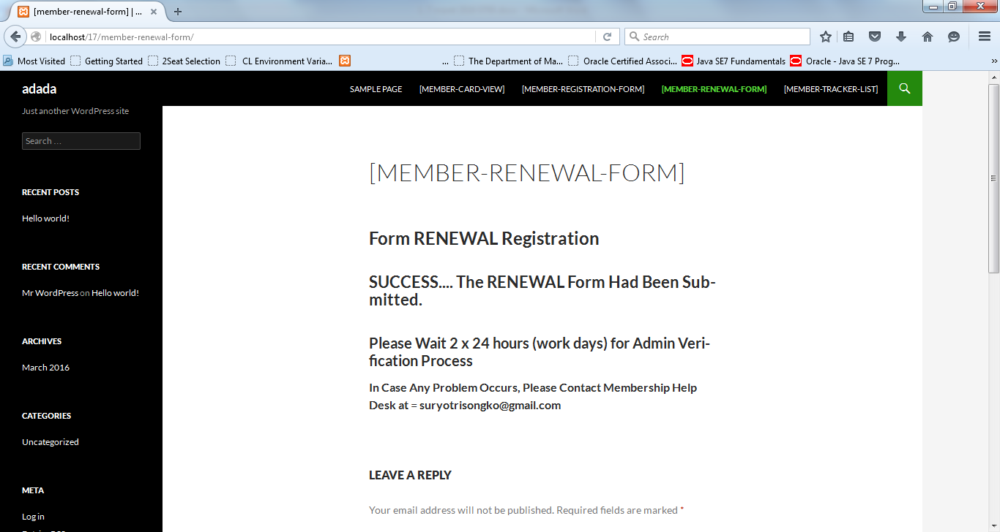 [member-renewal-form] | ...
localhost/17/member-renewal-form/
Search
Most Visited
Getting Started
2Seat Selection
CL Environment Varia...
...
The Department of Ma...
Oracle Certified Associ...
Java SE7 Fundamentals
Oracle - Java SE 7 Prog...
»
adada
SAMPLE PAGE
[MEMBER-CARD-VIEW]
[MEMBER-REGISTRATION-FORM]
[MEMBER-RENEWAL-FORM]
[MEMBER-TRACKER-LIST]
Just another WordPress site
Search ...
RECENT POSTS
Hello world!
RECENT COMMENTS
Mr WordPress on Hello world!
ARCHIVES
March 2016
CATEGORIES
Uncategorized
META
Log in
[MEMBER-RENEWAL-FORM]
Form RENEWAL Registration
SUCCESS.... The RENEWAL Form Had Been Sub-
mitted.
Please Wait 2 x 24 hours (work days) for Admin Veri-
fication Process
In Case Any Problem Occurs, Please Contact Membership Help
Desk at = suryotrisongko@gmail.com
LEAVE A REPLY
Your email address will not be published. Required fields are marked *